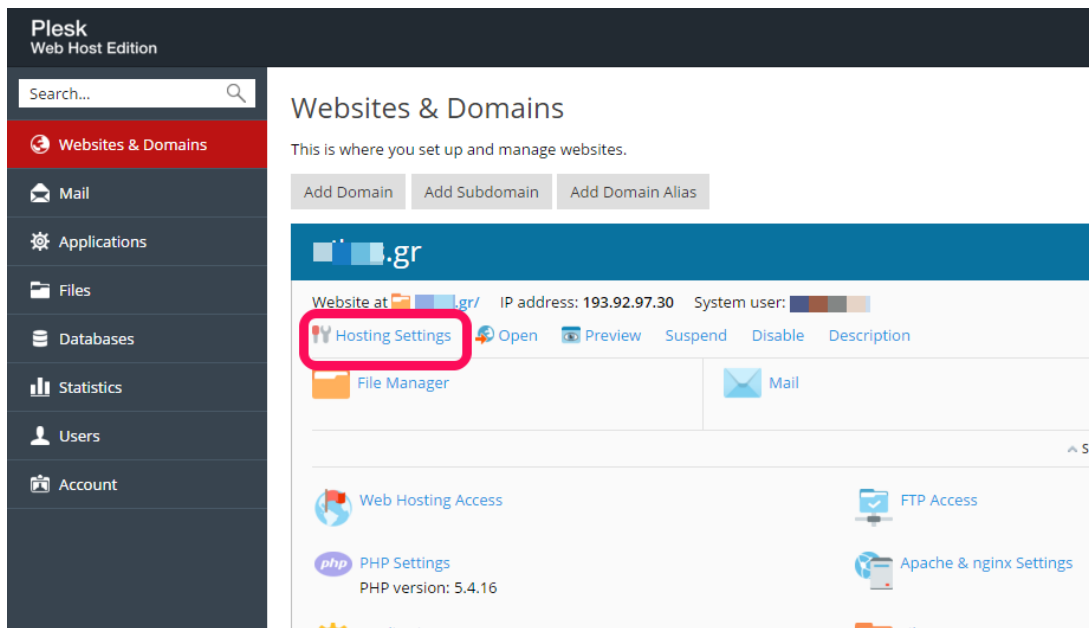 Plesk
Web Host Edition
Search...
Websites & Domains
Mail
Applications
Files
Databases
Statistics
Users
Account
Websites & Domains
This is where you set up and manage websites.
Add Domain Add Subdomain Add Domain Alias
.gr
Website at .gr/ IP address: 193.92.97.30 System user:
Hosting Settings Open Preview Suspend Disable Description
File Manager Mail
S
Web Hosting Access FTP Access
php PHP Settings Apache & nginx Settings
PHP version: 5.4.16